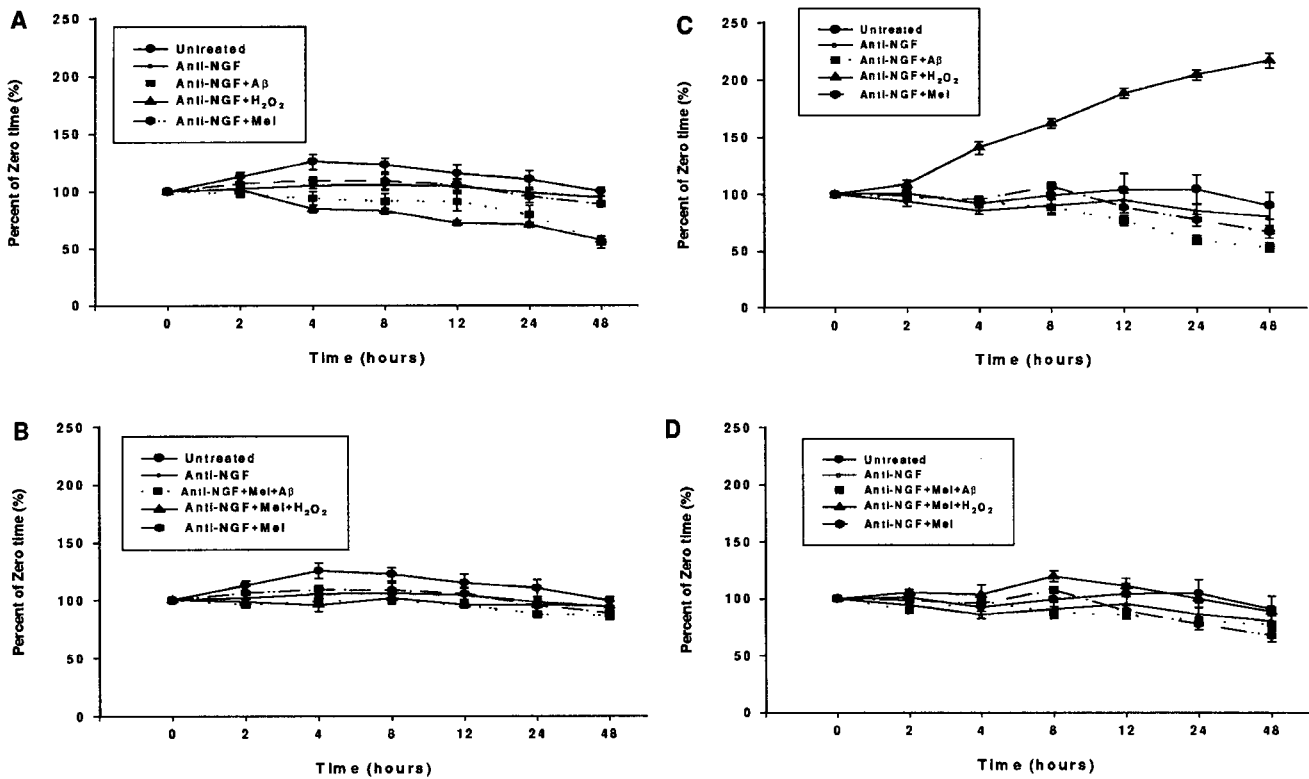 A
250
200
150
100
50
0
Percent of Zero time (%)
Untreated
Anti-NGF
Anti-NGF+Aβ
Anti-NGF+H₂O₂
Anti-NGF+Mel
0 2 4 8 12 24 48
Time (hours)
C
250
200
150
100
50
0
Percent of Zero time (%)
Untreated
Anti-NGF
Anti-NGF+Aβ
Anti-NGF+H₂O₂
Anti-NGF+Mel
0 2 4 8 12 24 48
Time (hours)
B
250
200
150
100
50
0
Percent of Zero time (%)
Untreated
Anti-NGF
Anti-NGF+Mel+Aβ
Anti-NGF+Mel+H₂O₂
Anti-NGF+Mel
0 2 4 8 12 24 48
Time (hours)
D
250
200
150
100
50
0
Percent of Zero time (%)
Untreated
Anti-NGF
Anti-NGF+Mel+Aβ
Anti-NGF+Mel+H₂O₂
Anti-NGF+Mel
0 2 4 8 12 24 48
Time (hours)